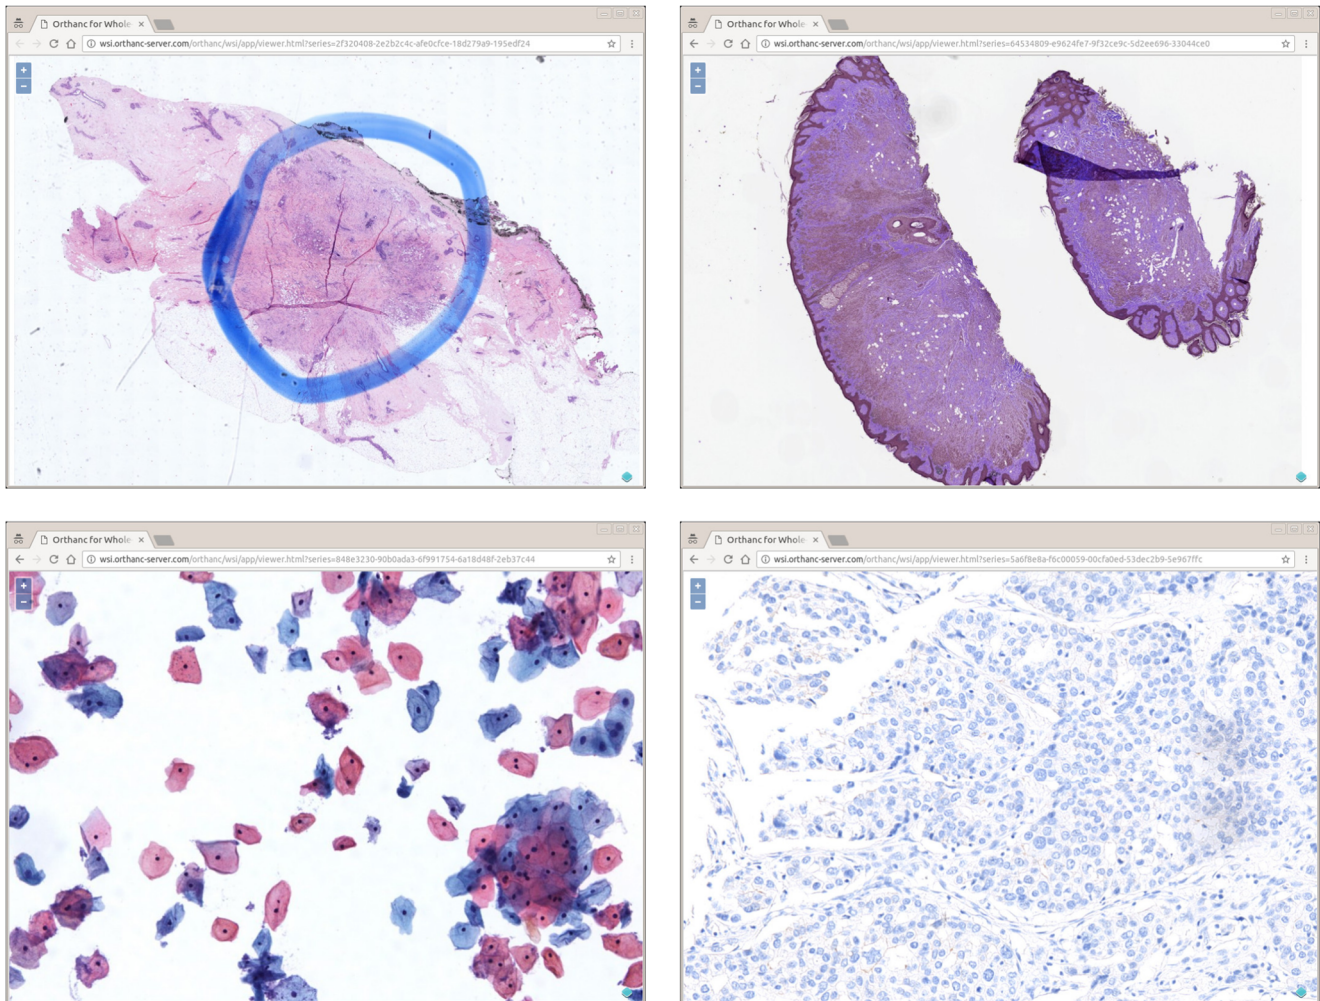 Orthanc for Whole
wsi.orthanc-server.com/orthanc/wsi/app/viewer.html?series=2f320408-2e2b2c4c-afe0cfce-18d279a9-195edf24
+
−
Orthanc for Whole
wsi.orthanc-server.com/orthanc/wsi/app/viewer.html?series=64534809-e9624fe7-9f32ce9c-5d2ee696-33044ce0
+
−
Orthanc for Whole
wsi.orthanc-server.com/orthanc/wsi/app/viewer.html?series=848e3230-90b0ada3-6f991754-6a18d48f-2eb37c44
+
−
Orthanc for Whole
wsi.orthanc-server.com/orthanc/wsi/app/viewer.html?series=5a6f8e8a-f6c00059-00cfa0ed-53dec2b9-5e967ffc
+
−